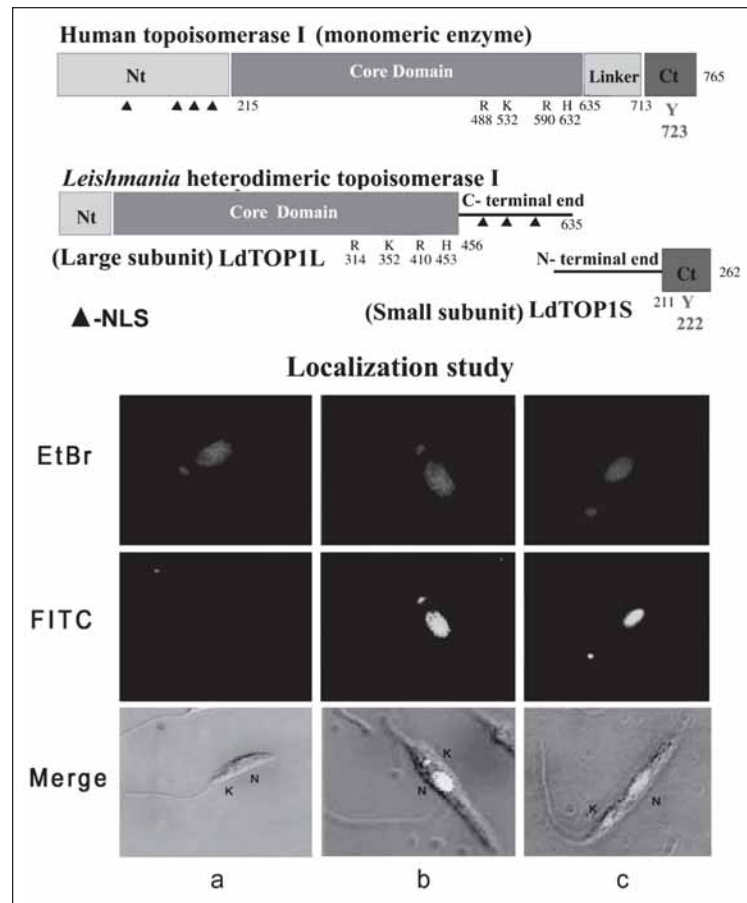 Human topoisomerase I (monomeric enzyme)
Nt Core Domain Linker Ct 765
215 R K R H 635 713 Y
488 532 590 632 723
Leishmania heterodimeric topoisomerase I
Nt Core Domain C- terminal end
R K R H 456 635
(Large subunit) LdTOP1L 314 352 410 453
N- terminal end Ct 262
211 Y
▲-NLS (Small subunit) LdTOP1S 222
Localization study
EtBr
FITC
Merge
K N K N K N
a b c